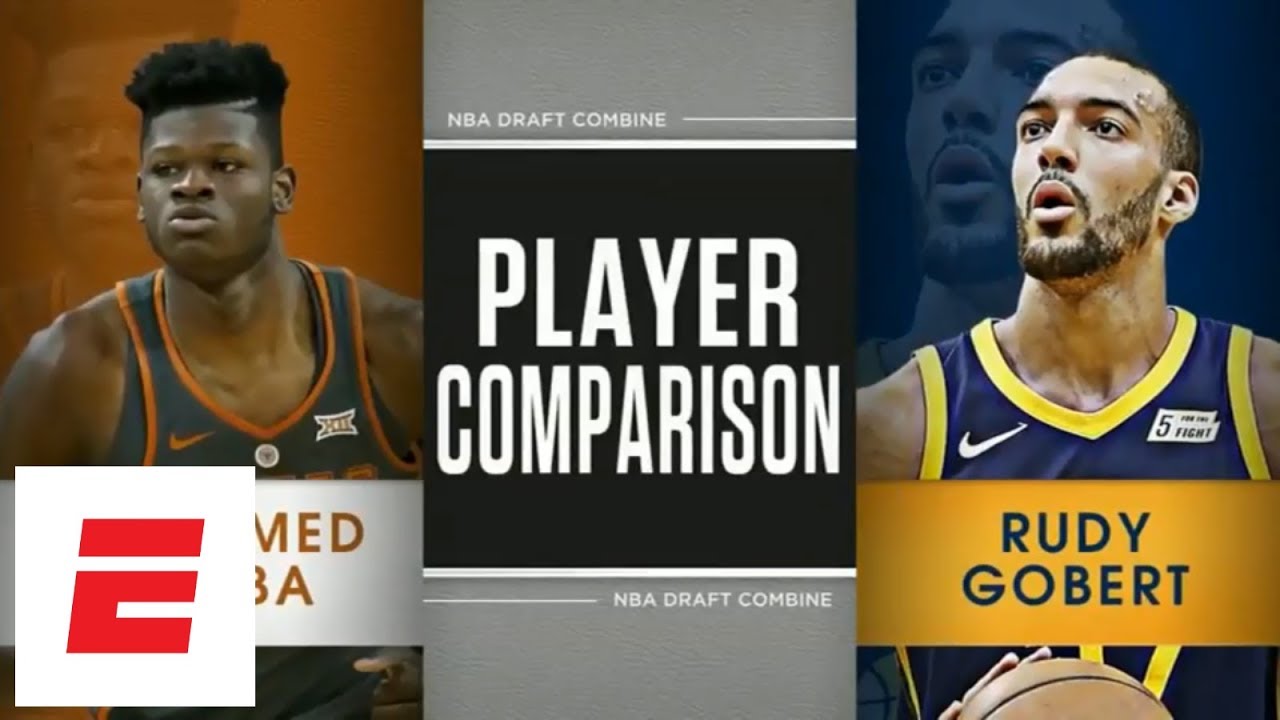 NBA DRAFT COMBINE
PLAYER
COMPARISON
5 FOR THE
FIGHT
MED
BA
RUDY
GOBERT
NBA DRAFT COMBINE